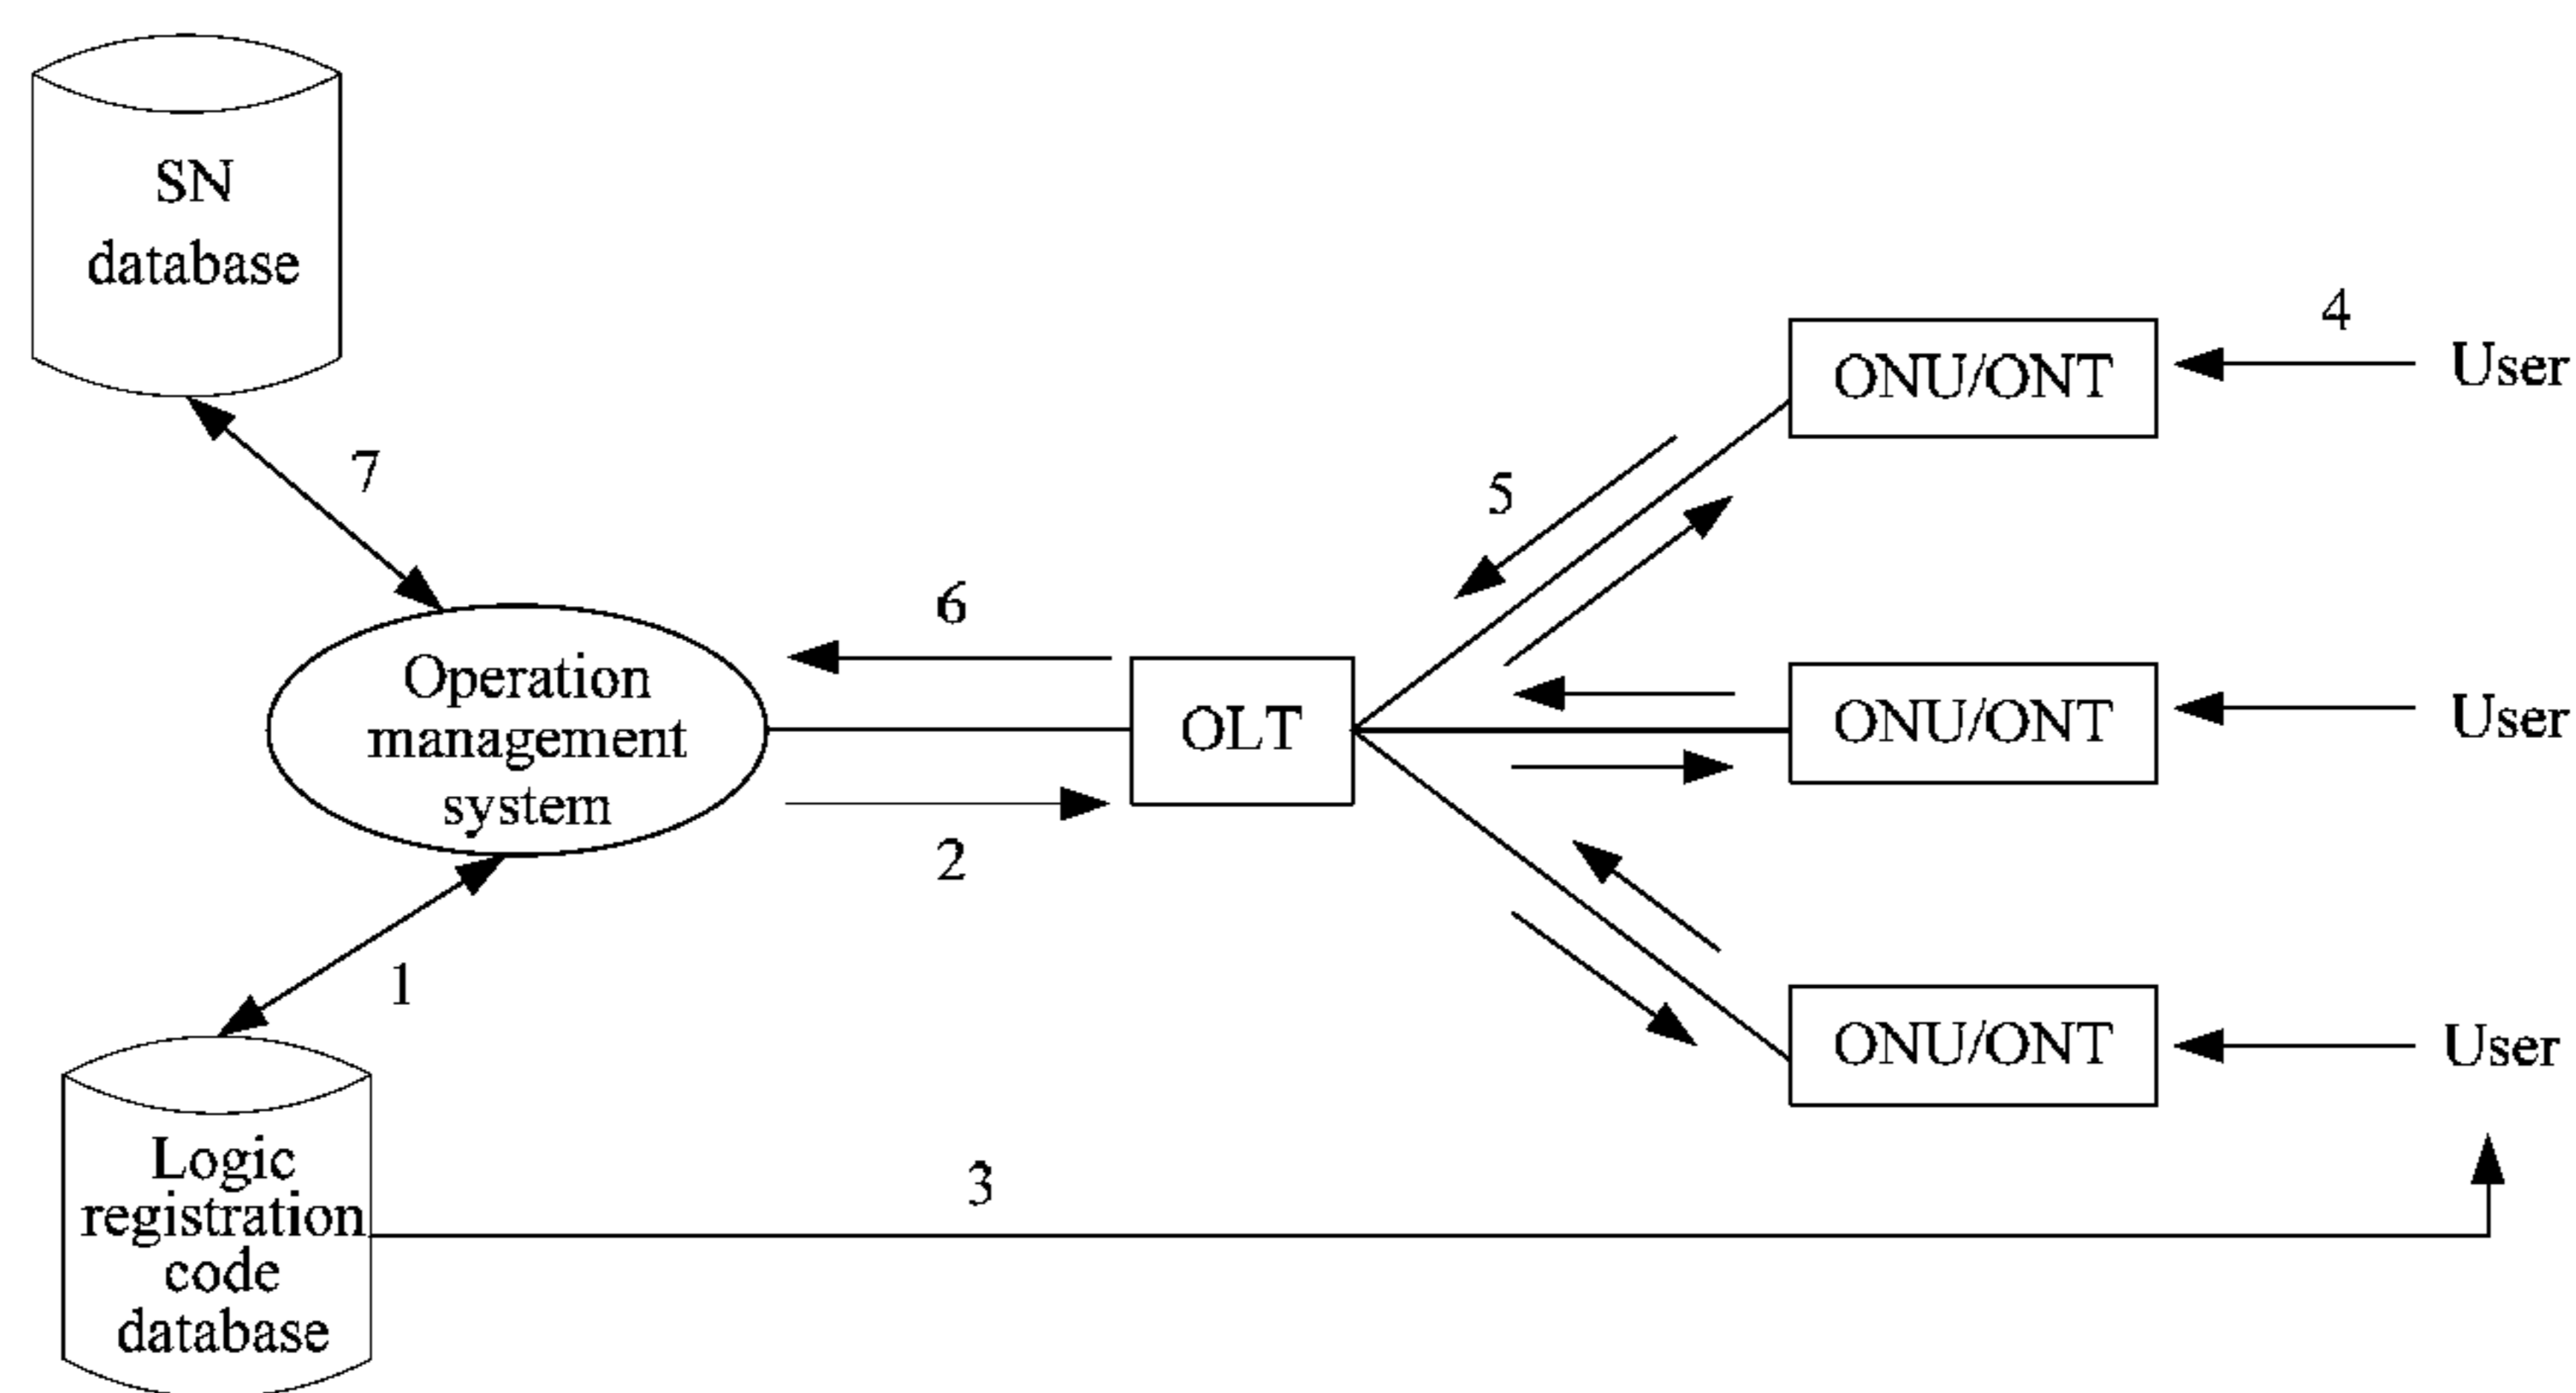 SN
database
7
4
ONU/ONT
User
5
6
Operation
management
system
OLT
ONU/ONT
User
2
1
ONU/ONT
User
Logic
registration
code
database
3